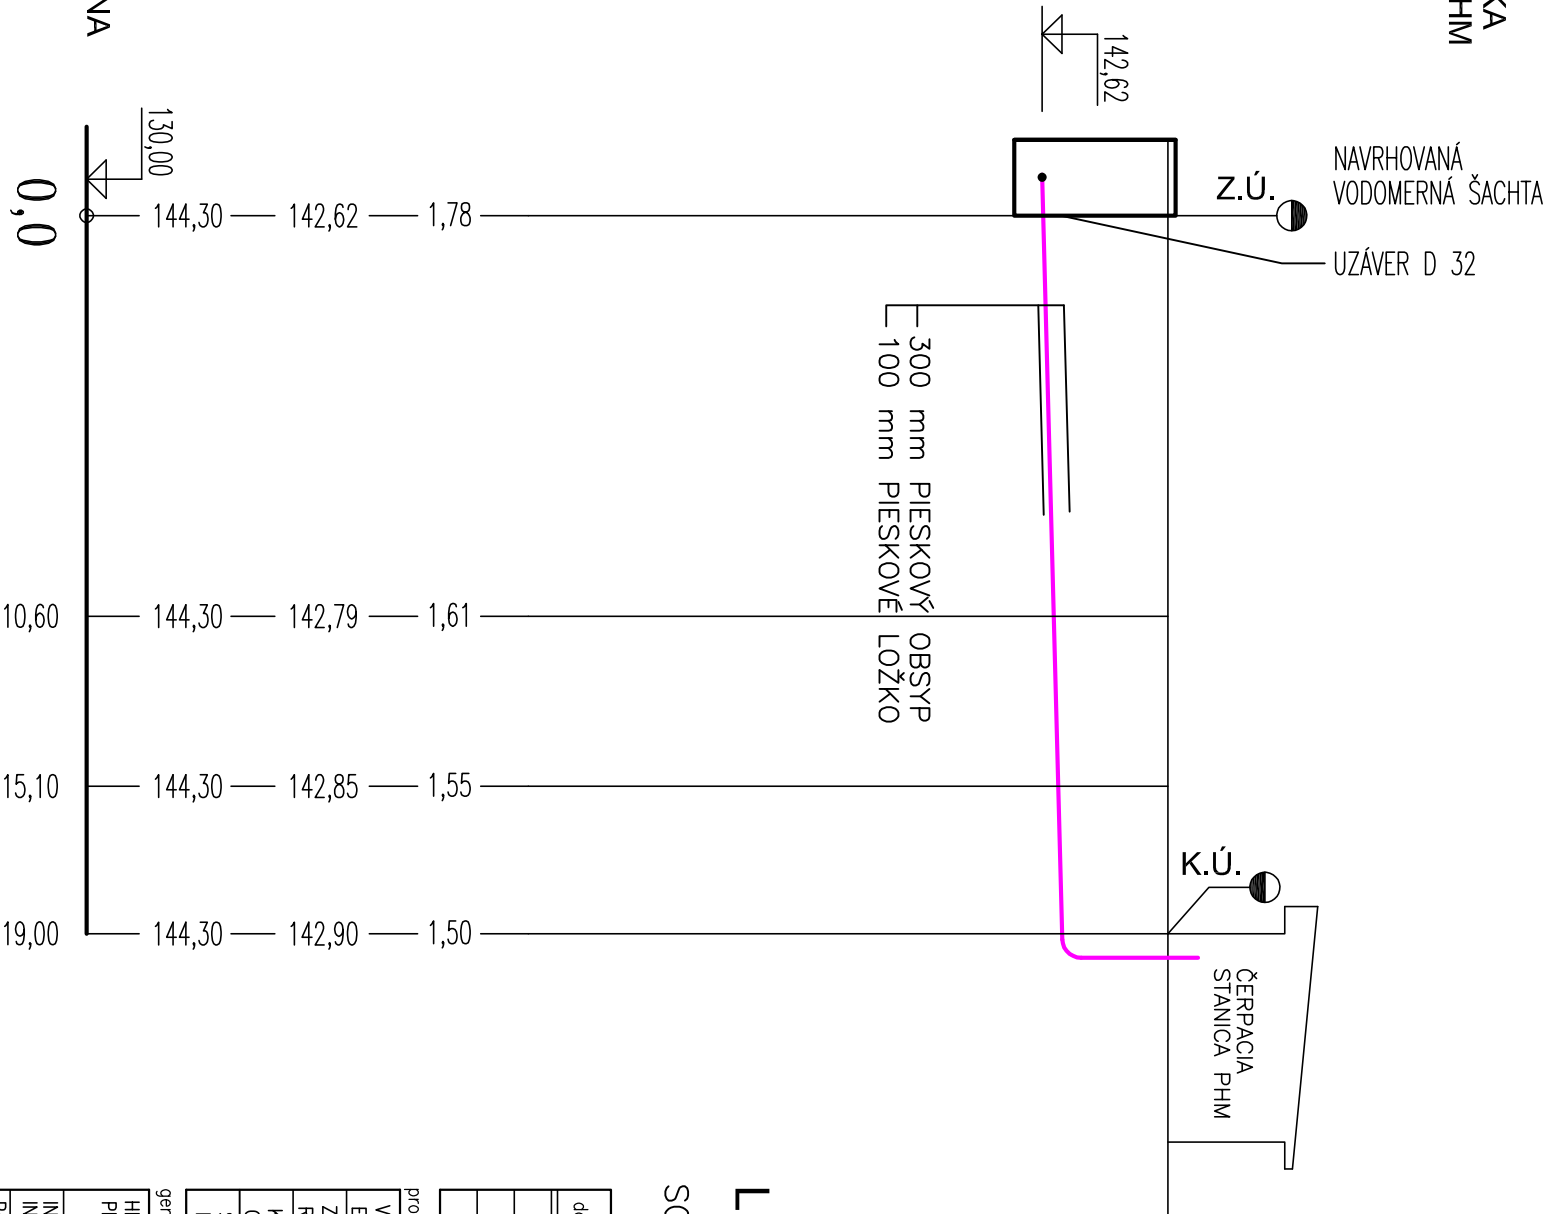 NAVRHOVANÁ
VODOMERNÁ ŠACHTA
Z.Ú.
UZÁVER D 32
142,62
130,00
0,0
144,30 142,62 1,78
300 mm PIESKOVÝ OBSYP
100 mm PIESKOVÉ LOŽKO
10,60 144,30 142,79 1,61
15,10 144,30 142,85 1,55
K.Ú.
19,00 144,30 142,90 1,50
ČERPACIA
STANICA PHM